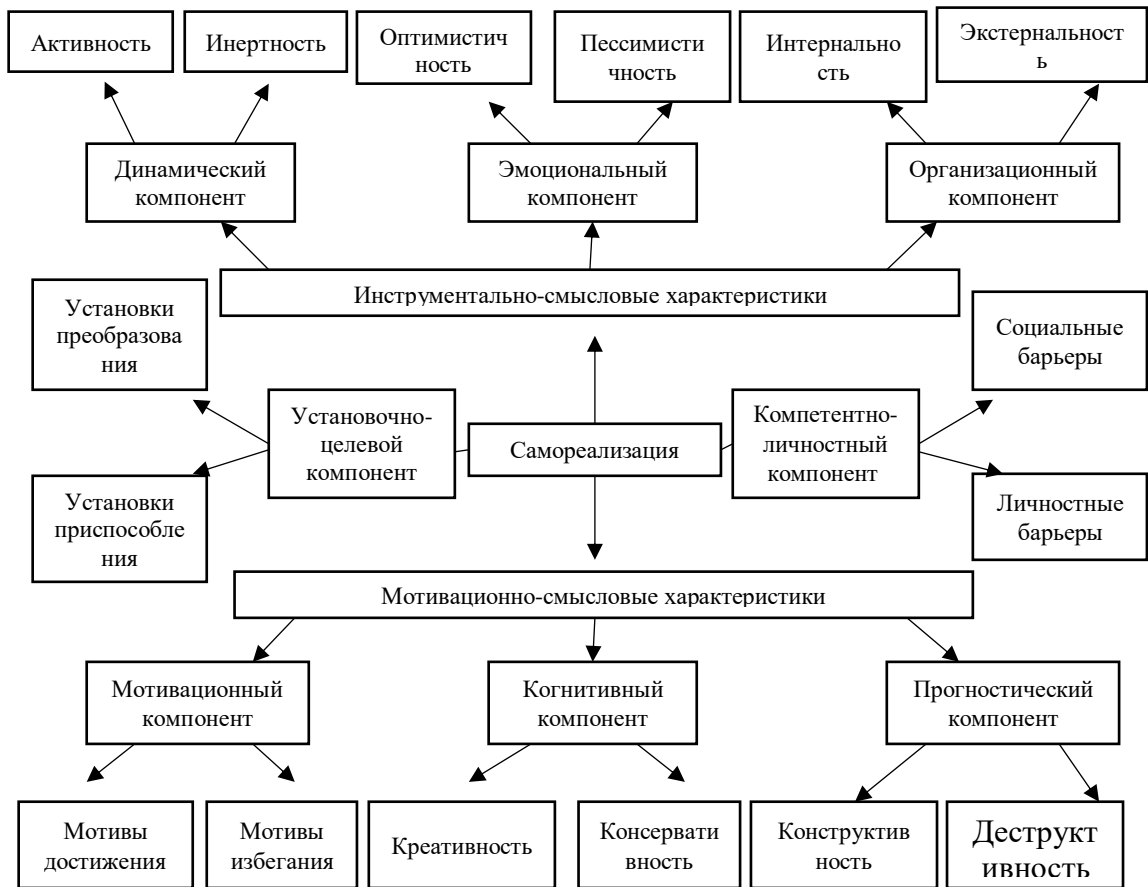 Активность
Инертность
Оптимистич
ность
Пессимисти
чность
Интернально
сть
Экстернальност
ь
Динамический
компонент
Эмоциональный
компонент
Организационный
компонент
Инструментально-смысловые характеристики
Установки
преобразова
ния
Социальные
барьеры
Установочно-
целевой
компонент
Самореализация
Компетентно-
личностный
компонент
Установки
приспособле
ния
Личностные
барьеры
Мотивационно-смысловые характеристики
Мотивационный
компонент
Когнитивный
компонент
Прогностический
компонент
Мотивы
достижения
Мотивы
избегания
Креативность
Консервати
вность
Конструктив
ность
Деструкт
ивность